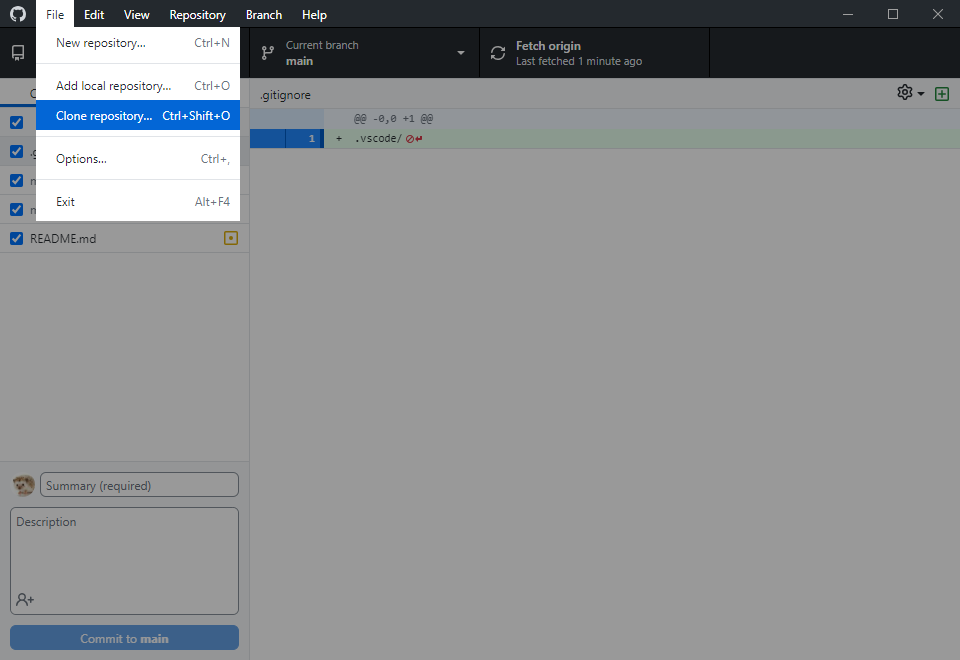 File Edit View Repository Branch Help
New repository... Ctrl+N
Add local repository... Ctrl+O
Clone repository... Ctrl+Shift+O
Options... Ctrl+,
Exit Alt+F4
Current branch
main
Fetch origin
Last fetched 1 minute ago
README.md
Summary (required)
Description
Commit to main
.gitignore
@@ -0,0 +1 @@
1 + .vscode/